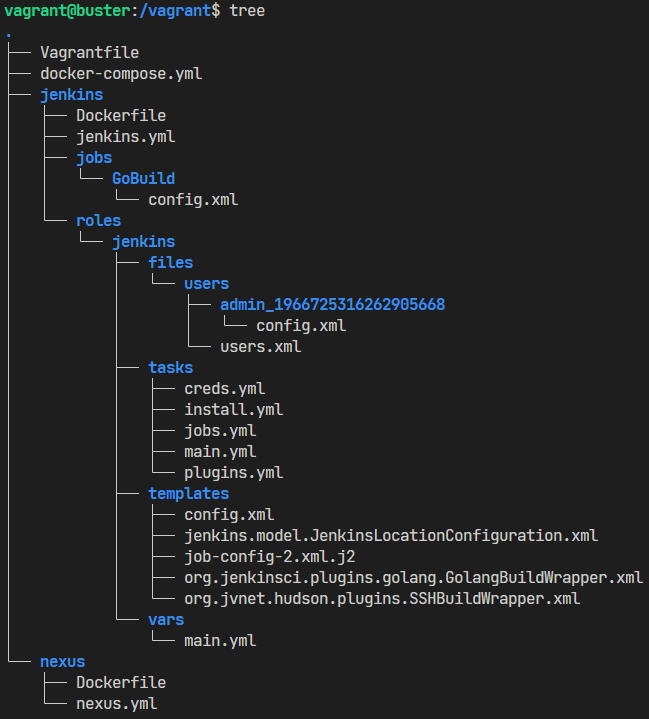 vagrant@buster:/vagrant$ tree
.
├── Vagrantfile
├── docker-compose.yml
├── jenkins
│   ├── Dockerfile
│   ├── jenkins.yml
│   ├── jobs
│   │   └── GoBuild
│   │       └── config.xml
│   └── roles
│       └── jenkins
│           ├── files
│           │   └── users
│           │       ├── admin_1966725316262905668
│           │       │   └── config.xml
│           │       └── users.xml
│           ├── tasks
│           │   ├── creds.yml
│           │   ├── install.yml
│           │   ├── jobs.yml
│           │   ├── main.yml
│           │   └── plugins.yml
│           ├── templates
│           │   ├── config.xml
│           │   ├── jenkins.model.JenkinsLocationConfiguration.xml
│           │   ├── job-config-2.xml.j2
│           │   ├── org.jenkinsci.plugins.golang.GolangBuildWrapper.xml
│           │   └── org.jvnet.hudson.plugins.SSHBuildWrapper.xml
│           └── vars
│               └── main.yml
└── nexus
    ├── Dockerfile
    └── nexus.yml